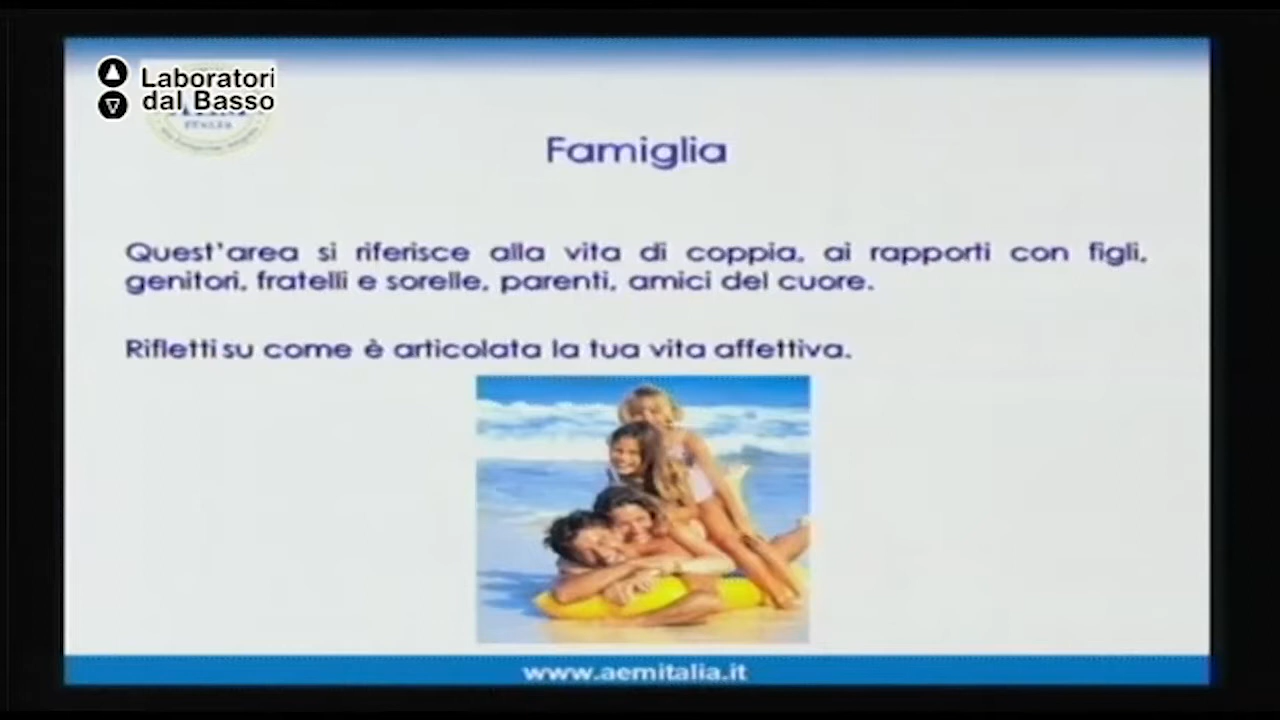 Laboratori
dal Basso
ITALIA
Famiglia
Quest'area si riferisce alla vita di coppia, ai rapporti con figli,
genitori, fratelli e sorelle, parenti, amici del cuore.
Rifletti su come è articolata la tua vita affettiva.
www.aemitalia.it